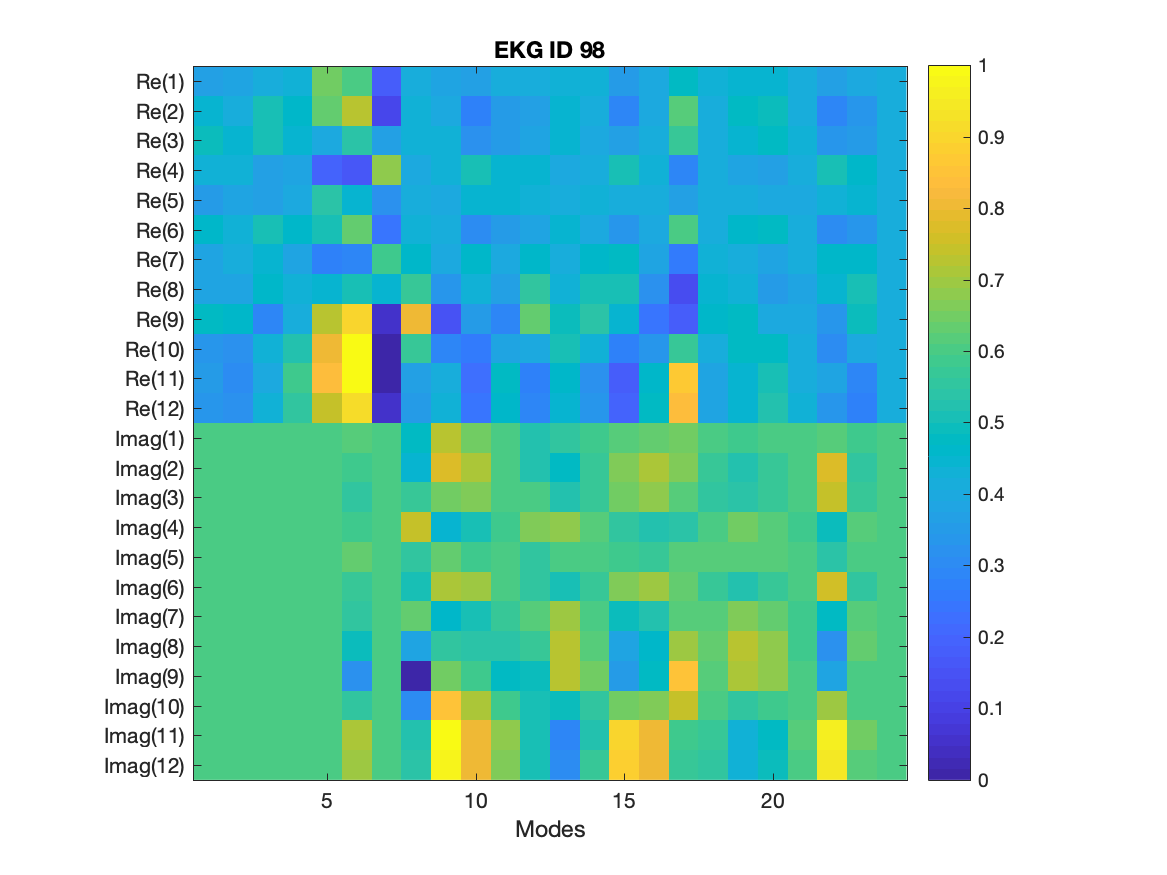 EKG ID 98
Re(1)
Re(2)
Re(3)
Re(4)
Re(5)
Re(6)
Re(7)
Re(8)
Re(9)
Re(10)
Re(11)
Re(12)
Imag(1)
Imag(2)
Imag(3)
Imag(4)
Imag(5)
Imag(6)
Imag(7)
Imag(8)
Imag(9)
Imag(10)
Imag(11)
Imag(12)
5 10 15 20
Modes
1
0.9
0.8
0.7
0.6
0.5
0.4
0.3
0.2
0.1
0